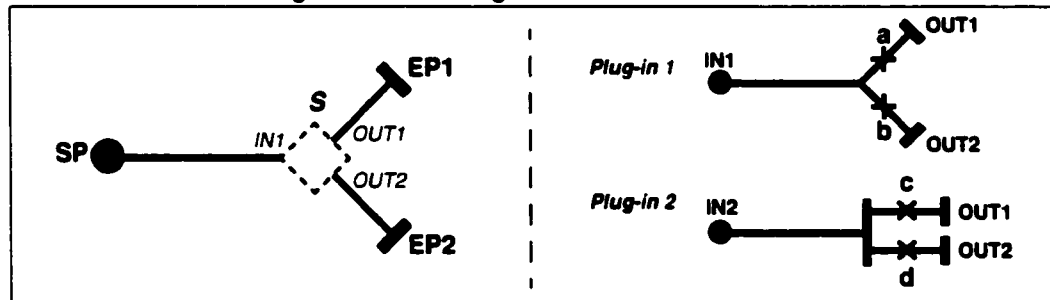 SP
IN1
S
EP1
OUT1
OUT2
EP2
Plug-in 1
IN1
a
OUT1
b
OUT2
Plug-in 2
IN2
c
OUT1
OUT2
d